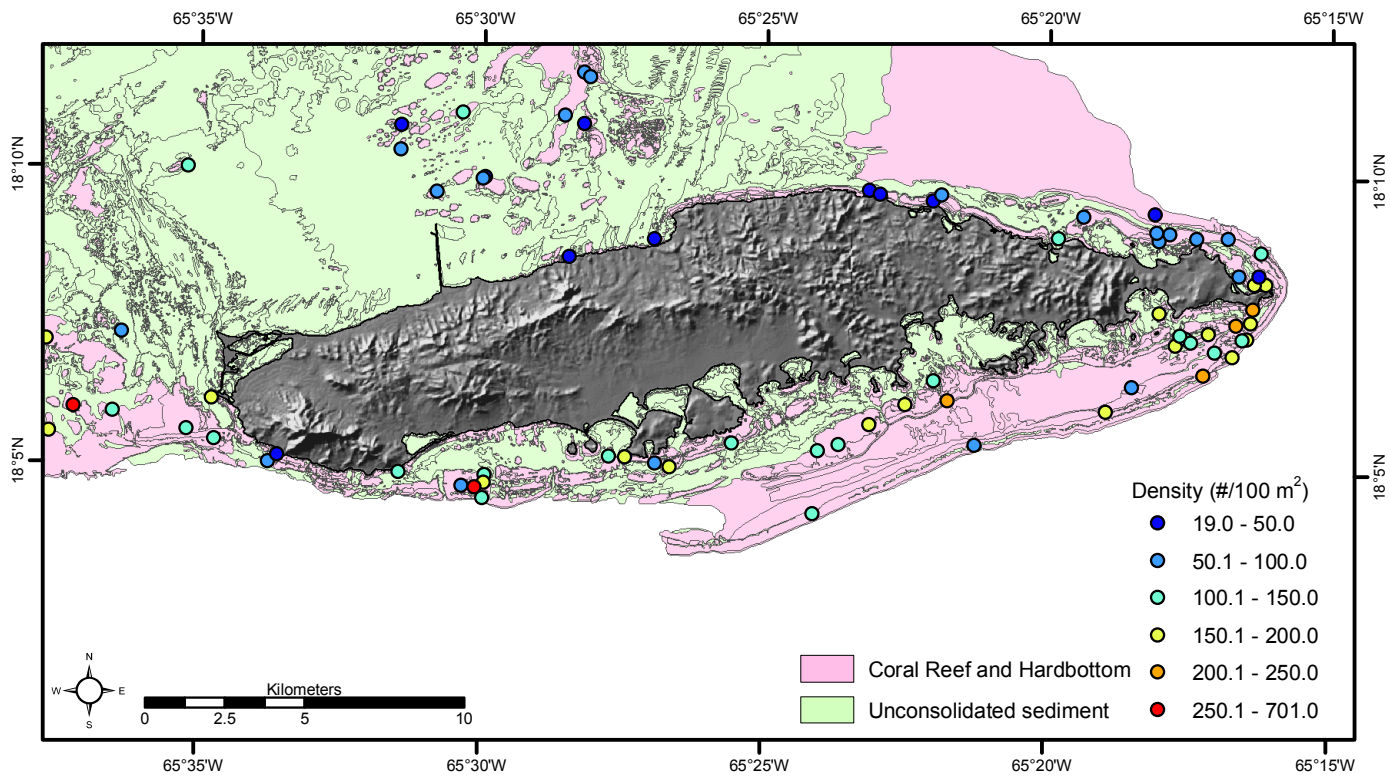 65°35'W 65°30'W 65°25'W 65°20'W 65°15'W
18°10'N 18°10'N
18°5'N 18°5'N
Density (#/100 m²)
19.0 - 50.0
50.1 - 100.0
100.1 - 150.0
150.1 - 200.0
200.1 - 250.0
250.1 - 701.0
Coral Reef and Hardbottom
Unconsolidated sediment
N
W E
S
Kilometers
0 2.5 5 10
65°35'W 65°30'W 65°25'W 65°20'W 65°15'W